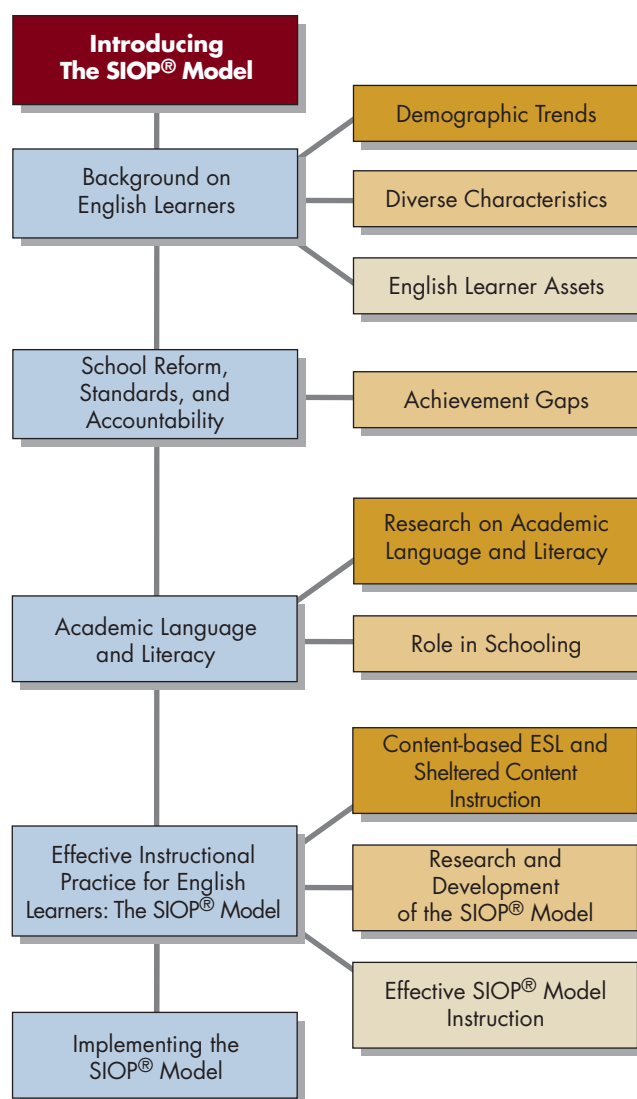 Introducing
The SIOP® Model
Background on
English Learners
Demographic Trends
Diverse Characteristics
English Learner Assets
School Reform,
Standards, and
Accountability
Achievement Gaps
Academic Language
and Literacy
Research on Academic
Language and Literacy
Role in Schooling
Effective Instructional
Practice for English
Learners: The SIOP® Model
Content-based ESL and
Sheltered Content
Instruction
Research and
Development
of the SIOP® Model
Effective SIOP® Model
Instruction
Implementing the
SIOP® Model